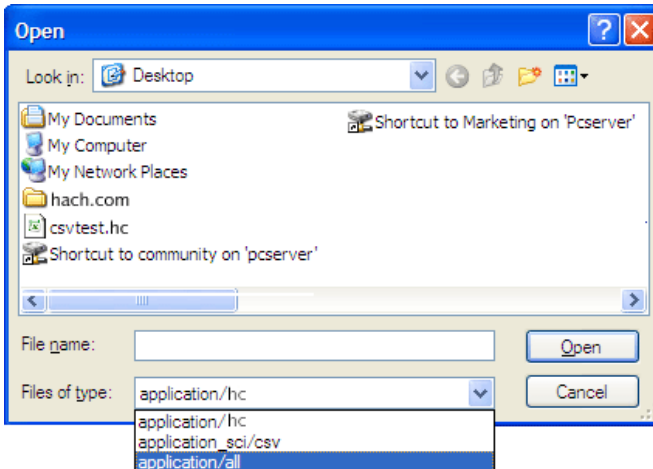 Open
Look in: Desktop
My Documents
My Computer
My Network Places
hach.com
csvtest.hc
Shortcut to community on 'pcserver'
Shortcut to Marketing on 'Pcserver'
File name:
Open
Files of type: application/hc
Cancel
application/hc
application_sci/csv
application/all